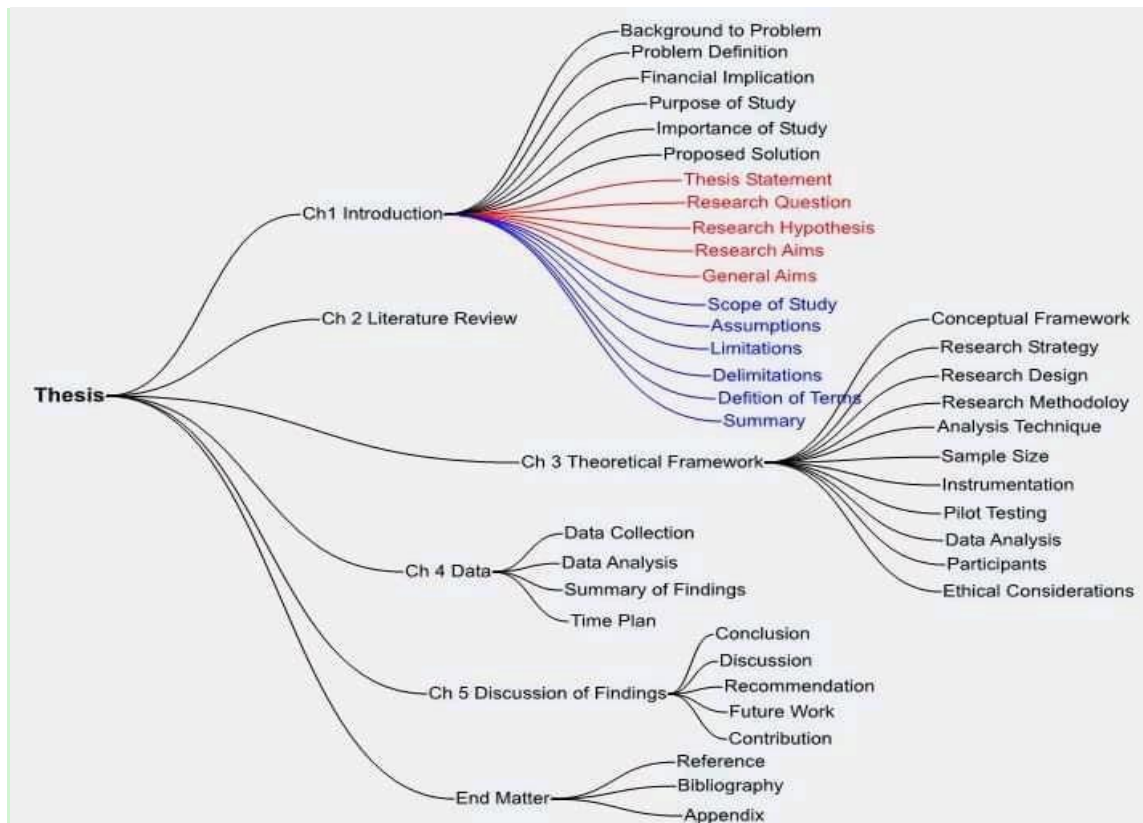 Thesis
Ch1 Introduction
Background to Problem
Problem Definition
Financial Implication
Purpose of Study
Importance of Study
Proposed Solution
Thesis Statement
Research Question
Research Hypothesis
Research Aims
General Aims
Scope of Study
Assumptions
Limitations
Delimitations
Defition of Terms
Summary
Ch 2 Literature Review
Ch 3 Theoretical Framework
Conceptual Framework
Research Strategy
Research Design
Research Methodoloy
Analysis Technique
Sample Size
Instrumentation
Pilot Testing
Data Analysis
Participants
Ethical Considerations
Ch 4 Data
Data Collection
Data Analysis
Summary of Findings
Time Plan
Ch 5 Discussion of Findings
Conclusion
Discussion
Recommendation
Future Work
Contribution
End Matter
Reference
Bibliography
Appendix